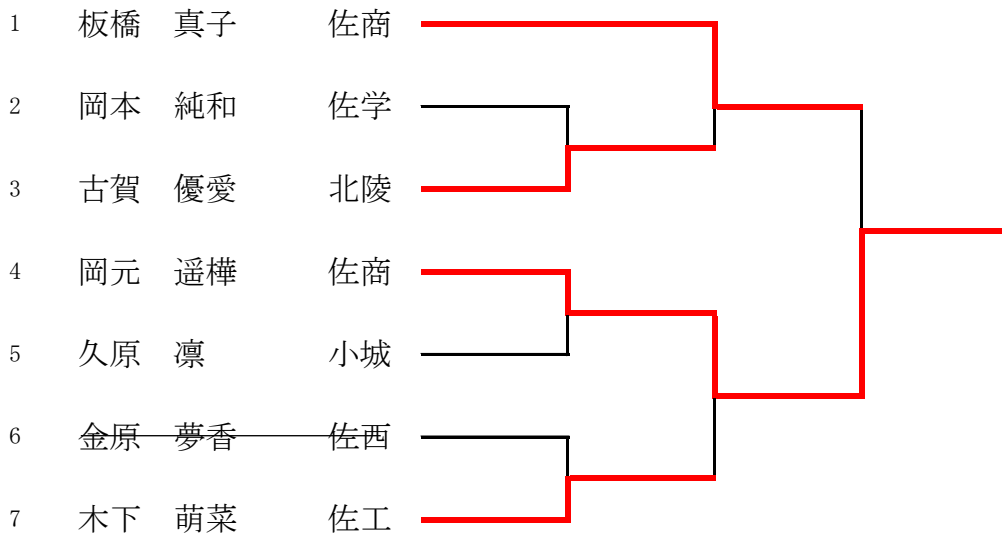 1 板橋 真子 佐商
2 岡本 純和 佐学
3 古賀 優愛 北陵
4 岡元 遥樺 佐商
5 久原 凛 小城
6 金原 夢香 佐西
7 木下 萌菜 佐工